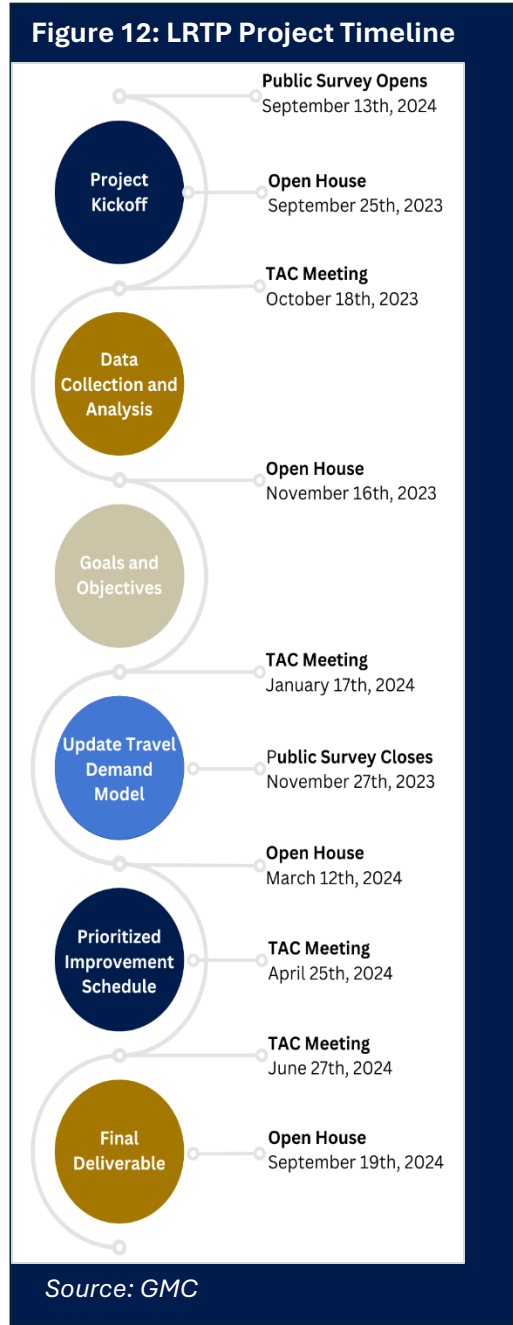 Figure 12: LRTP Project Timeline
Public Survey Opens
September 13th, 2024
Project
Kickoff
Open House
September 25th, 2023
TAC Meeting
October 18th, 2023
Data
Collection and
Analysis
Open House
November 16th, 2023
Goals and
Objectives
TAC Meeting
January 17th, 2024
Update Travel
Demand
Model
Public Survey Closes
November 27th, 2023
Open House
March 12th, 2024
Prioritized
Improvement
Schedule
TAC Meeting
April 25th, 2024
TAC Meeting
June 27th, 2024
Final
Deliverable
Open House
September 19th, 2024
Source: GMC